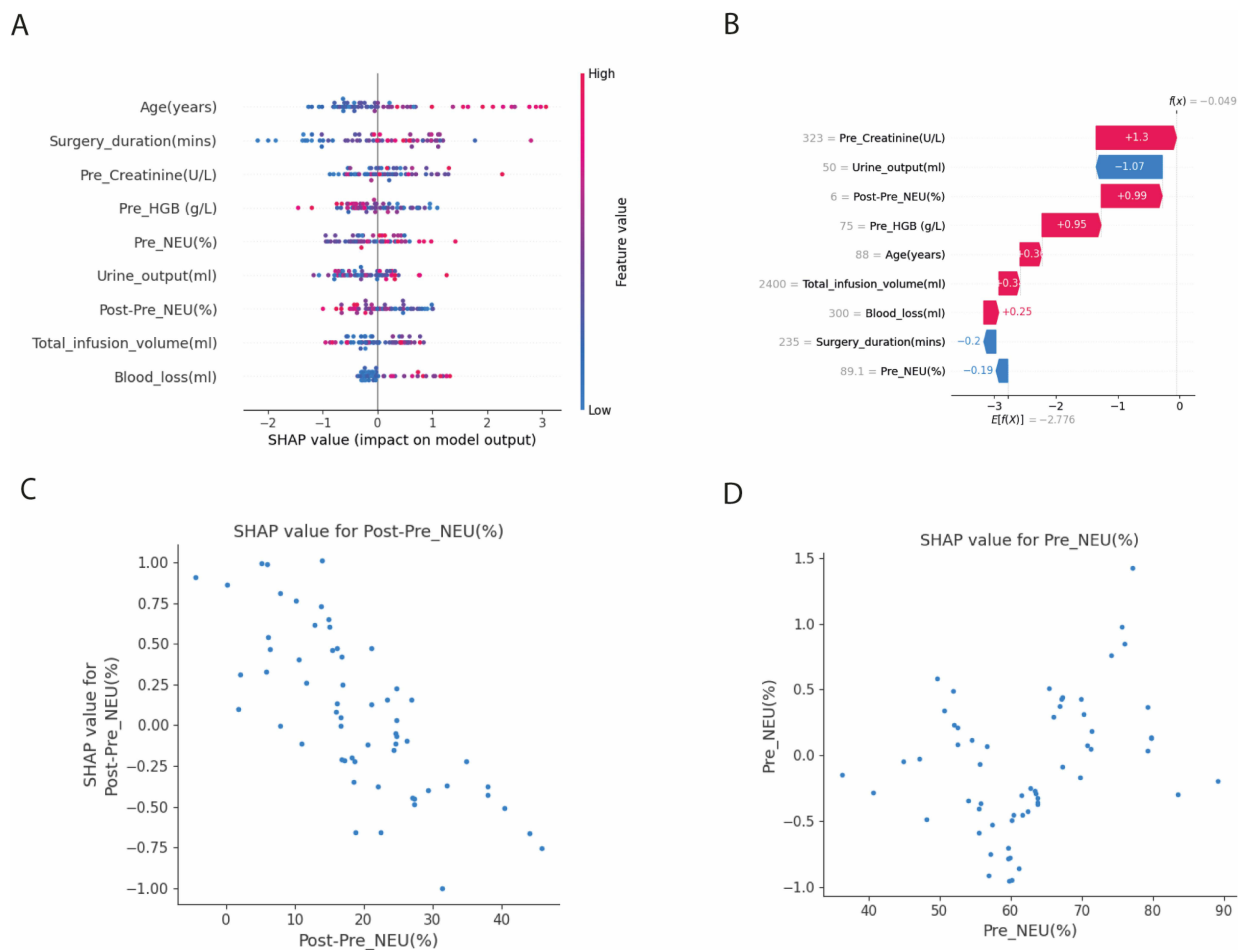 A
High
Age(years)
Surgery_duration(mins)
Pre_Creatinine(U/L)
Pre_HGB (g/L)
Pre_NEU(%)
Urine_output(ml)
Post-Pre_NEU(%)
Total_infusion_volume(ml)
Blood_loss(ml)
Feature value
Low
−2 −1 0 1 2 3
SHAP value (impact on model output)
B
f(x) = −0.049
323 = Pre_Creatinine(U/L) +1.3
50 = Urine_output(ml) −1.07
6 = Post-Pre_NEU(%) +0.99
75 = Pre_HGB (g/L) +0.95
88 = Age(years)
2400 = Total_infusion_volume(ml)
300 = Blood_loss(ml) +0.25
235 = Surgery_duration(mins) −0.2
89.1 = Pre_NEU(%) −0.19
−3 −2 −1 0
E[f(X)] = −2.776
C
SHAP value for Post-Pre_NEU(%)
1.00
0.75
0.50
0.25
0.00
−0.25
−0.50
−0.75
−1.00
SHAP value for
Post-Pre_NEU(%)
0 10 20 30 40
Post-Pre_NEU(%)
D
SHAP value for Pre_NEU(%)
1.5
1.0
0.5
0.0
−0.5
−1.0
Pre_NEU(%)
40 50 60 70 80 90
Pre_NEU(%)